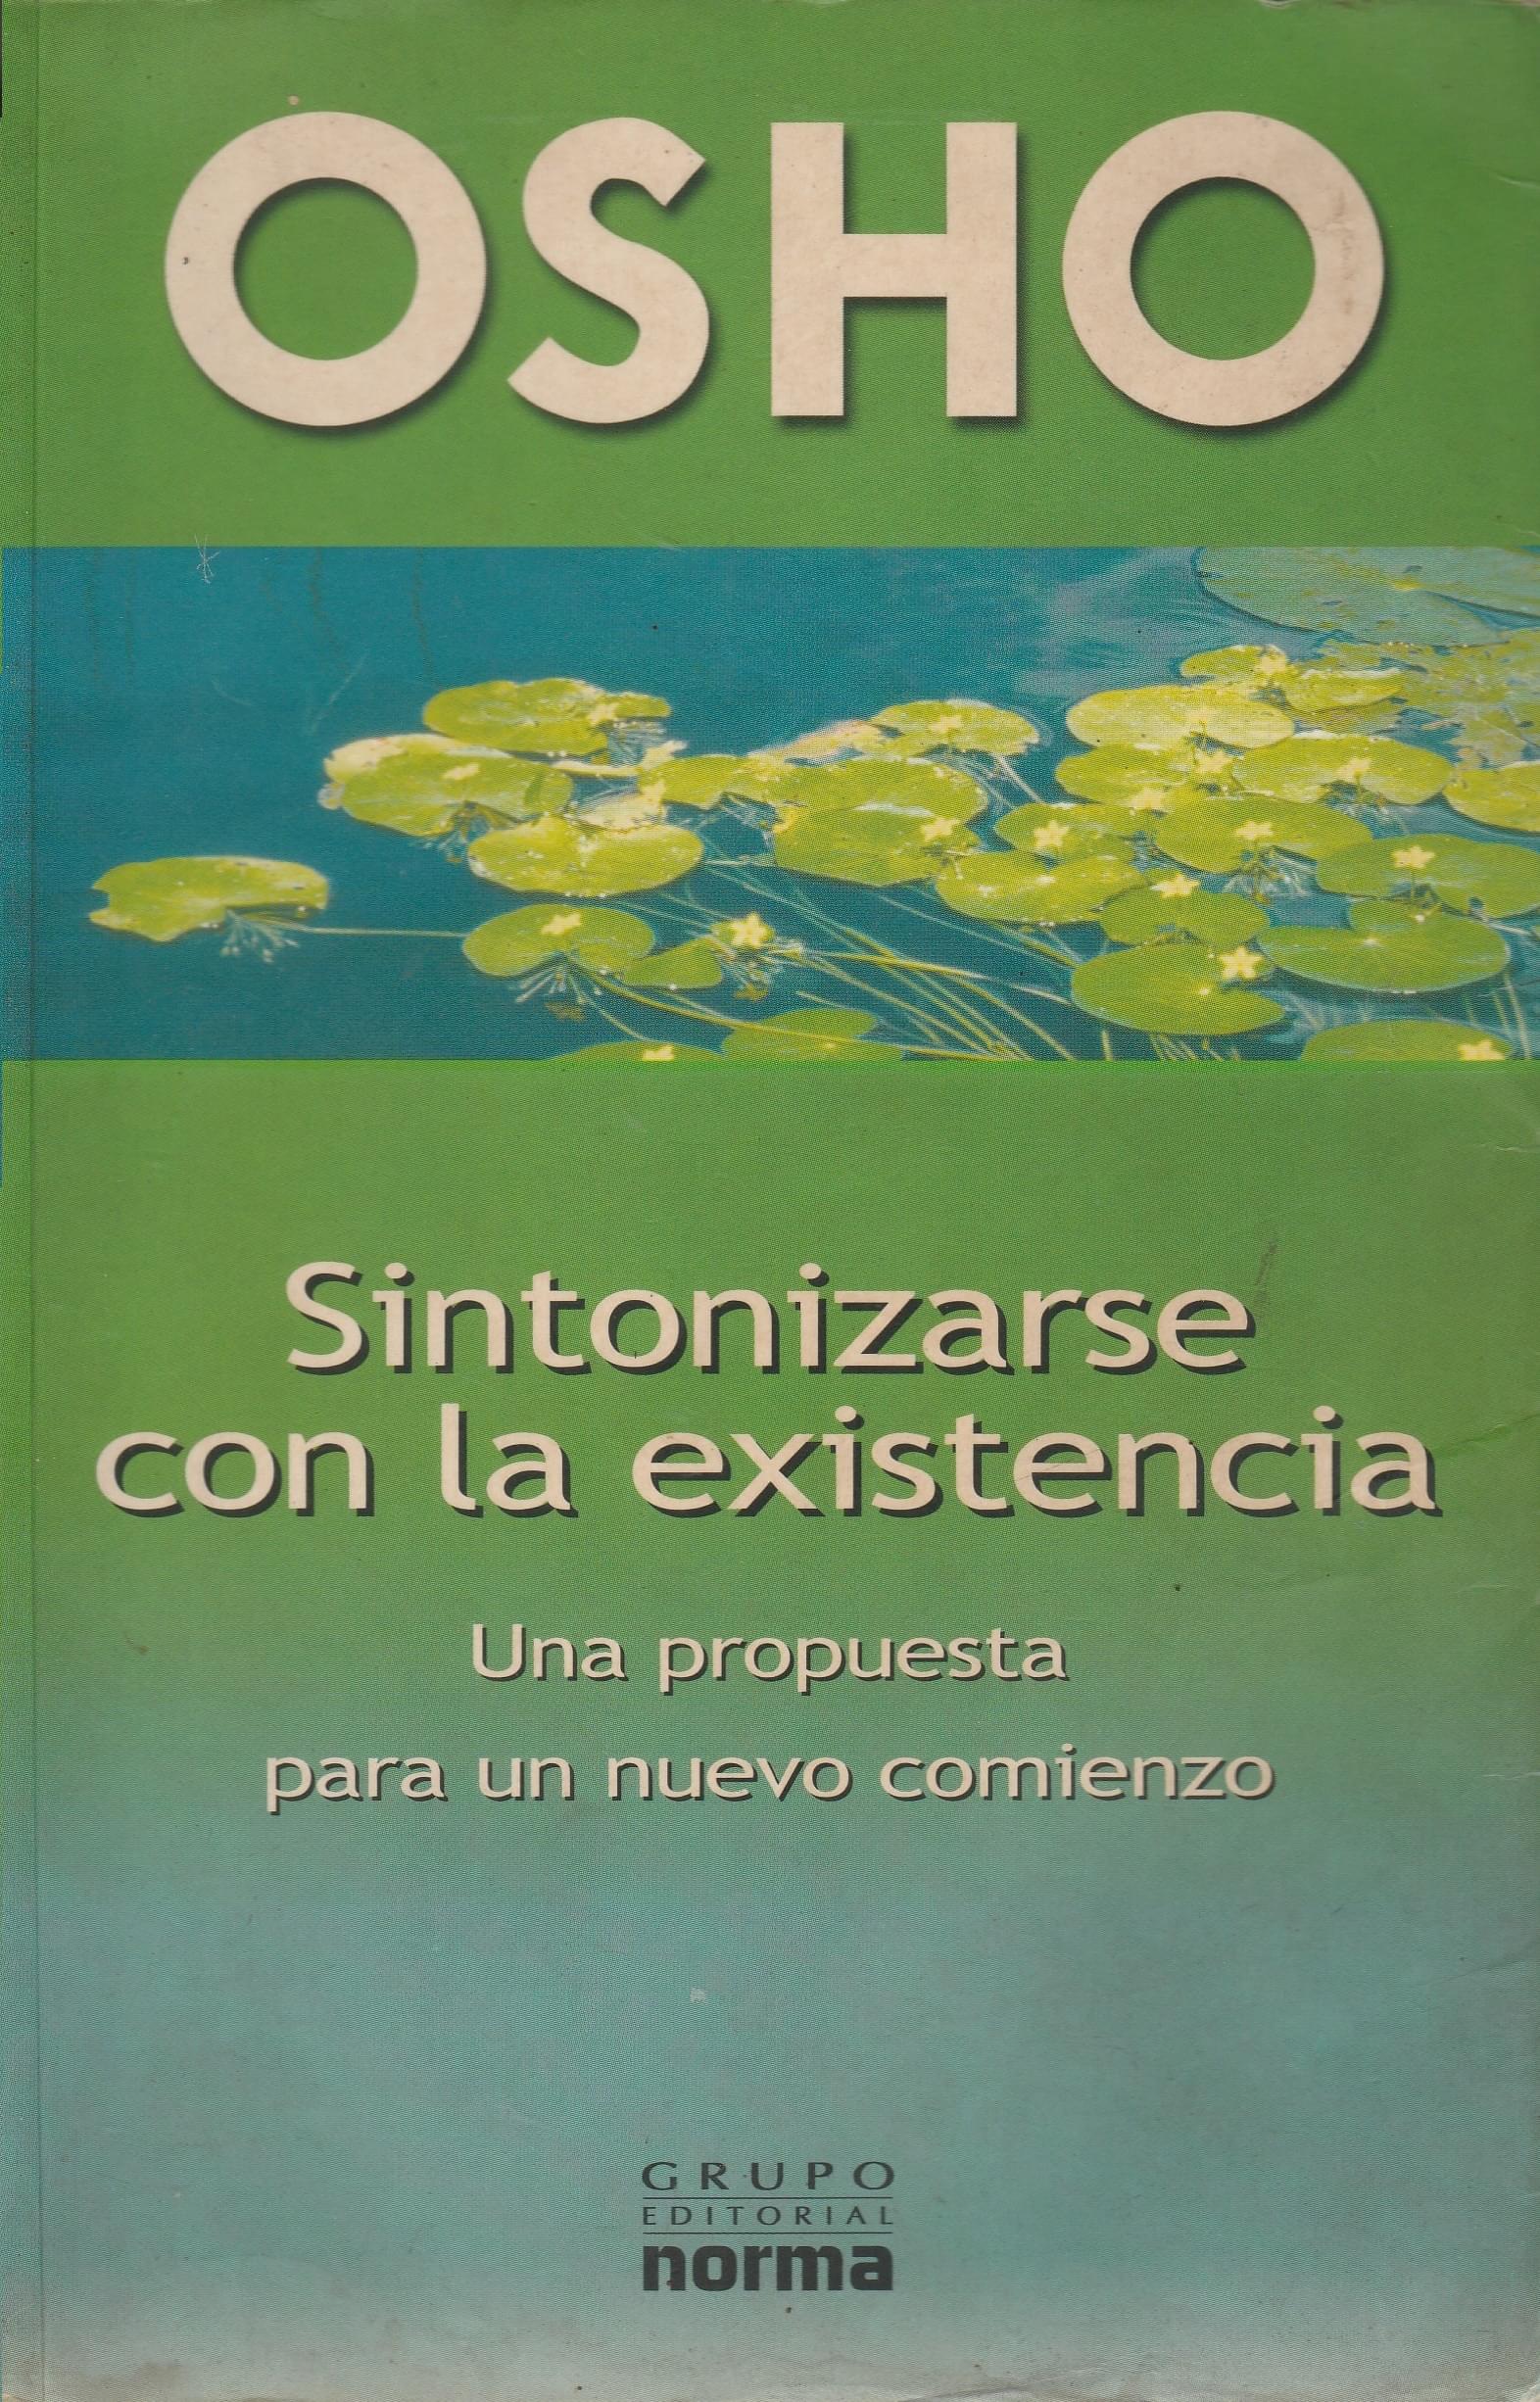 OSHO
Sintonizarse
con la existencia
Una propuesta
para un nuevo comienzo
GRUPO
EDITORIAL
norma